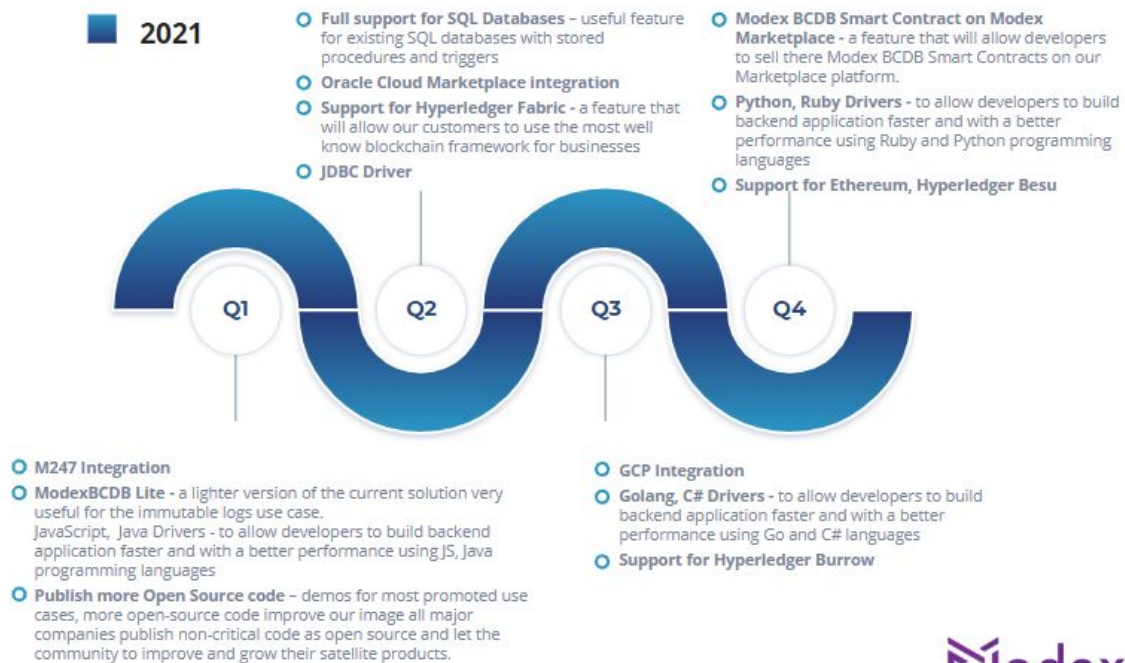 2021
Full support for SQL Databases – useful feature
for existing SQL databases with stored
procedures and triggers
Oracle Cloud Marketplace integration
Support for Hyperledger Fabric - a feature that
will allow our customers to use the most well
know blockchain framework for businesses
JDBC Driver
Modex BCDB Smart Contract on Modex
Marketplace - a feature that will allow developers
to sell there Modex BCDB Smart Contracts on our
Marketplace platform.
Python, Ruby Drivers - to allow developers to build
backend application faster and with a better
performance using Ruby and Python programming
languages
Support for Ethereum, Hyperledger Besu
Q1
Q2
Q3
Q4
M247 Integration
ModexBCDB Lite - a lighter version of the current solution very
useful for the immutable logs use case.
JavaScript, Java Drivers - to allow developers to build backend
application faster and with a better performance using JS, Java
programming languages
Publish more Open Source code – demos for most promoted use
cases, more open-source code improve our image all major
companies publish non-critical code as open source and let the
community to improve and grow their satellite products.
GCP Integration
Golang, C# Drivers - to allow developers to build
backend application faster and with a better
performance using Go and C# languages
Support for Hyperledger Burrow
Modex